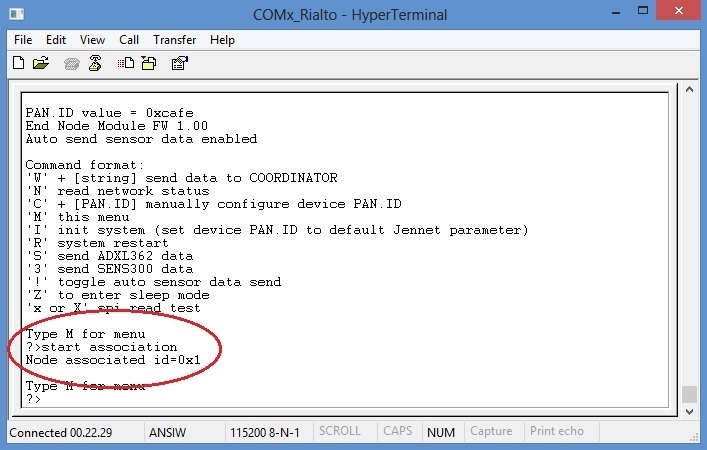 COMx_Rialto - HyperTerminal
File Edit View Call Transfer Help
PAN.ID value = 0xcafe
End Node Module FW 1.00
Auto send sensor data enabled
Command format:
'W' + [string] send data to COORDINATOR
'N' read network status
'C' + [PAN.ID] manually configure device PAN.ID
'M' this menu
'I' init system (set device PAN.ID to default Jennet parameter)
'R' system restart
'S' send ADXL362 data
'3' send SENS300 data
'!' toggle auto sensor data send
'Z' to enter sleep mode
'x or X' spi read test
Type M for menu
?>start association
Node associated id=0x1
Type M for menu
?>
Connected 00.22.29 ANSIW 115200 8-N-1 SCROLL CAPS NUM Capture Print echo